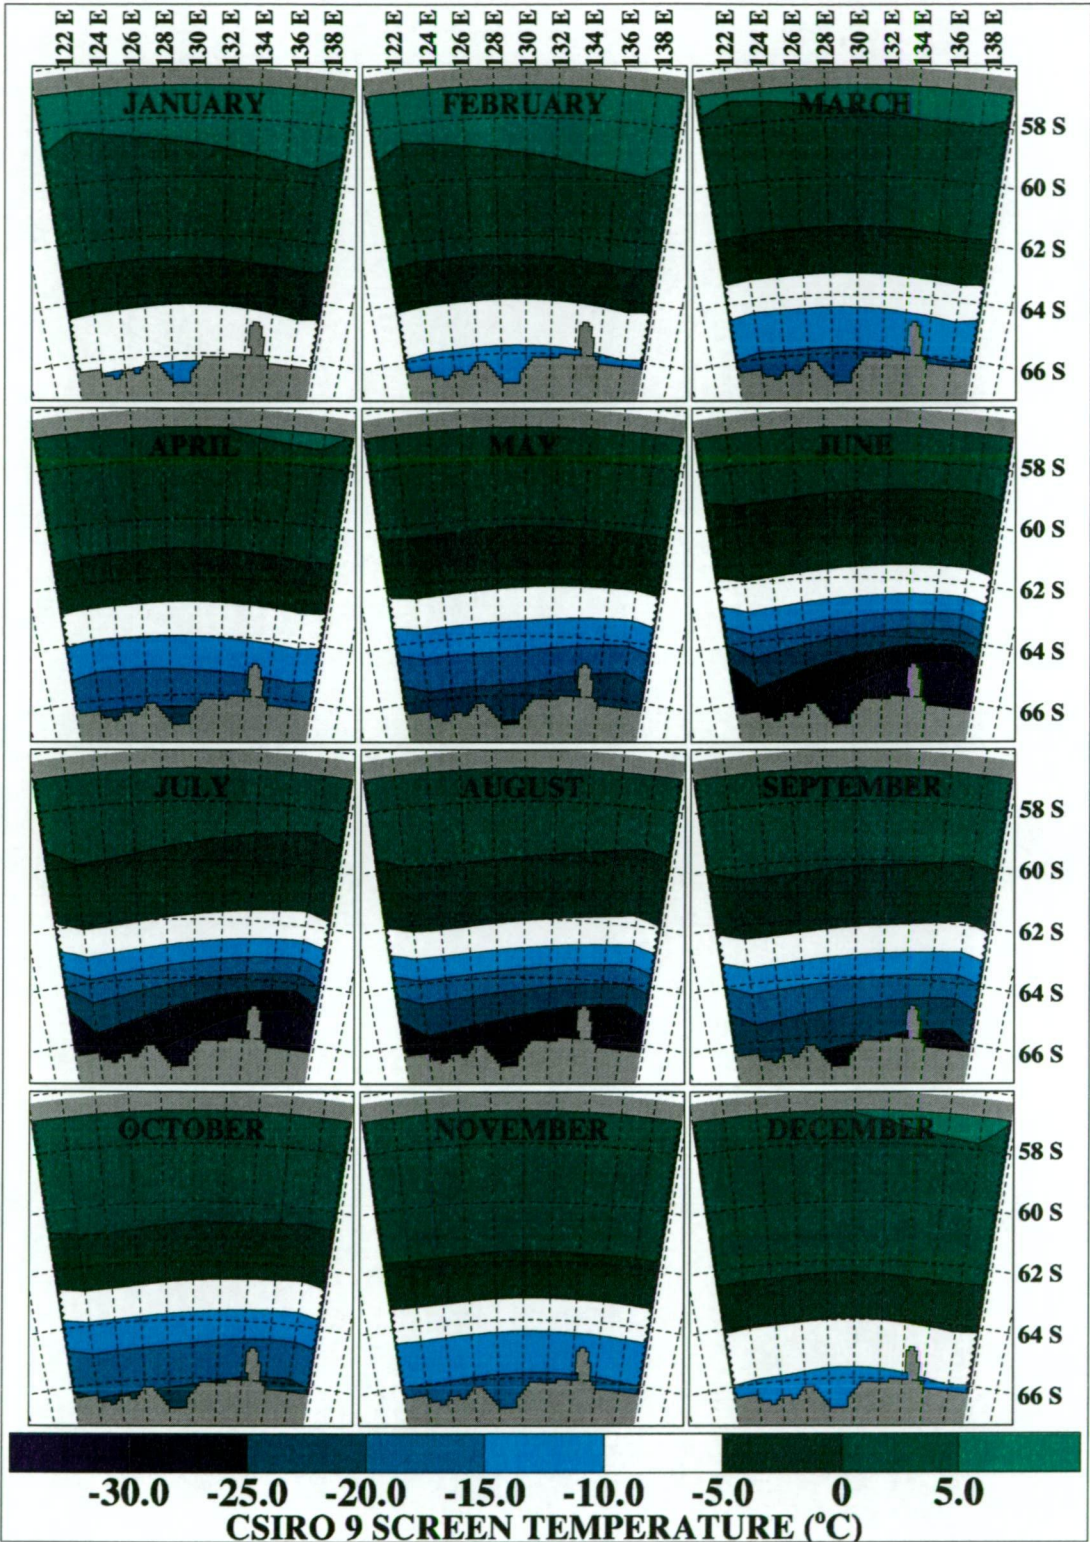 122 E 124 E 126 E 128 E 130 E 132 E 134 E 136 E 138 E 122 E 124 E 126 E 128 E 130 E 132 E 134 E 136 E 138 E 122 E 124 E 126 E 128 E 130 E 132 E 134 E 136 E 138 E
JANUARY FEBRUARY MARCH
58 S
60 S
62 S
64 S
66 S
APRIL MAY JUNE
58 S
60 S
62 S
64 S
66 S
JULY AUGUST SEPTEMBER
58 S
60 S
62 S
64 S
66 S
OCTOBER NOVEMBER DECEMBER
58 S
60 S
62 S
64 S
66 S
-30.0 -25.0 -20.0 -15.0 -10.0 -5.0 0 5.0
CSIRO 9 SCREEN TEMPERATURE (°C)